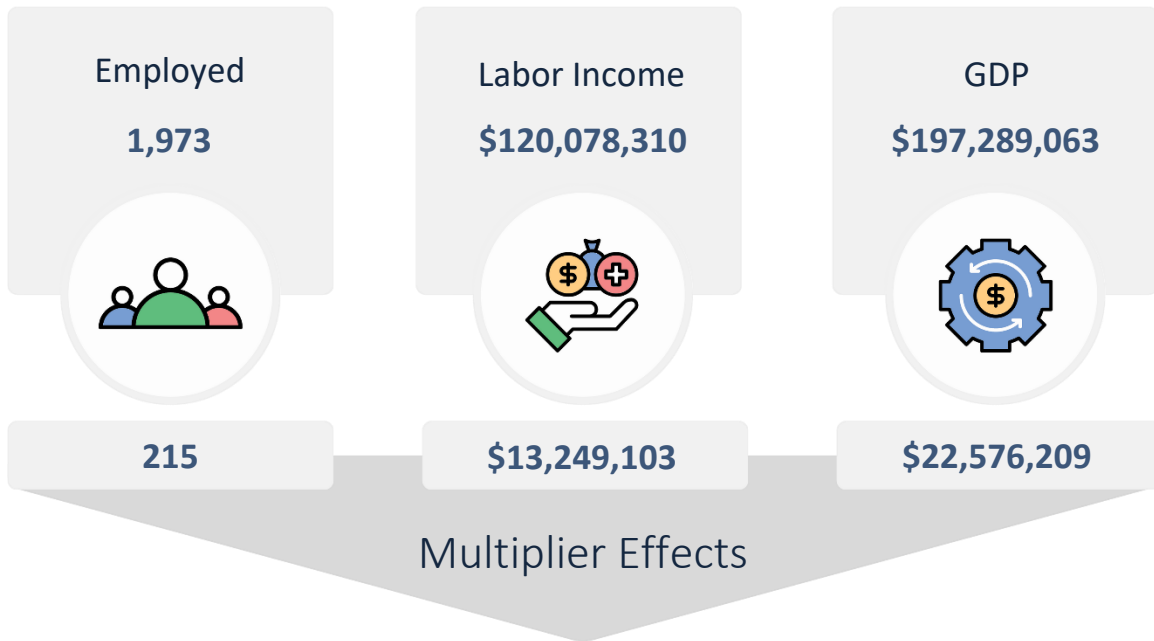 Employed
1,973
Labor Income
$120,078,310
GDP
$197,289,063
$
$
215
$13,249,103
$22,576,209
Multiplier Effects